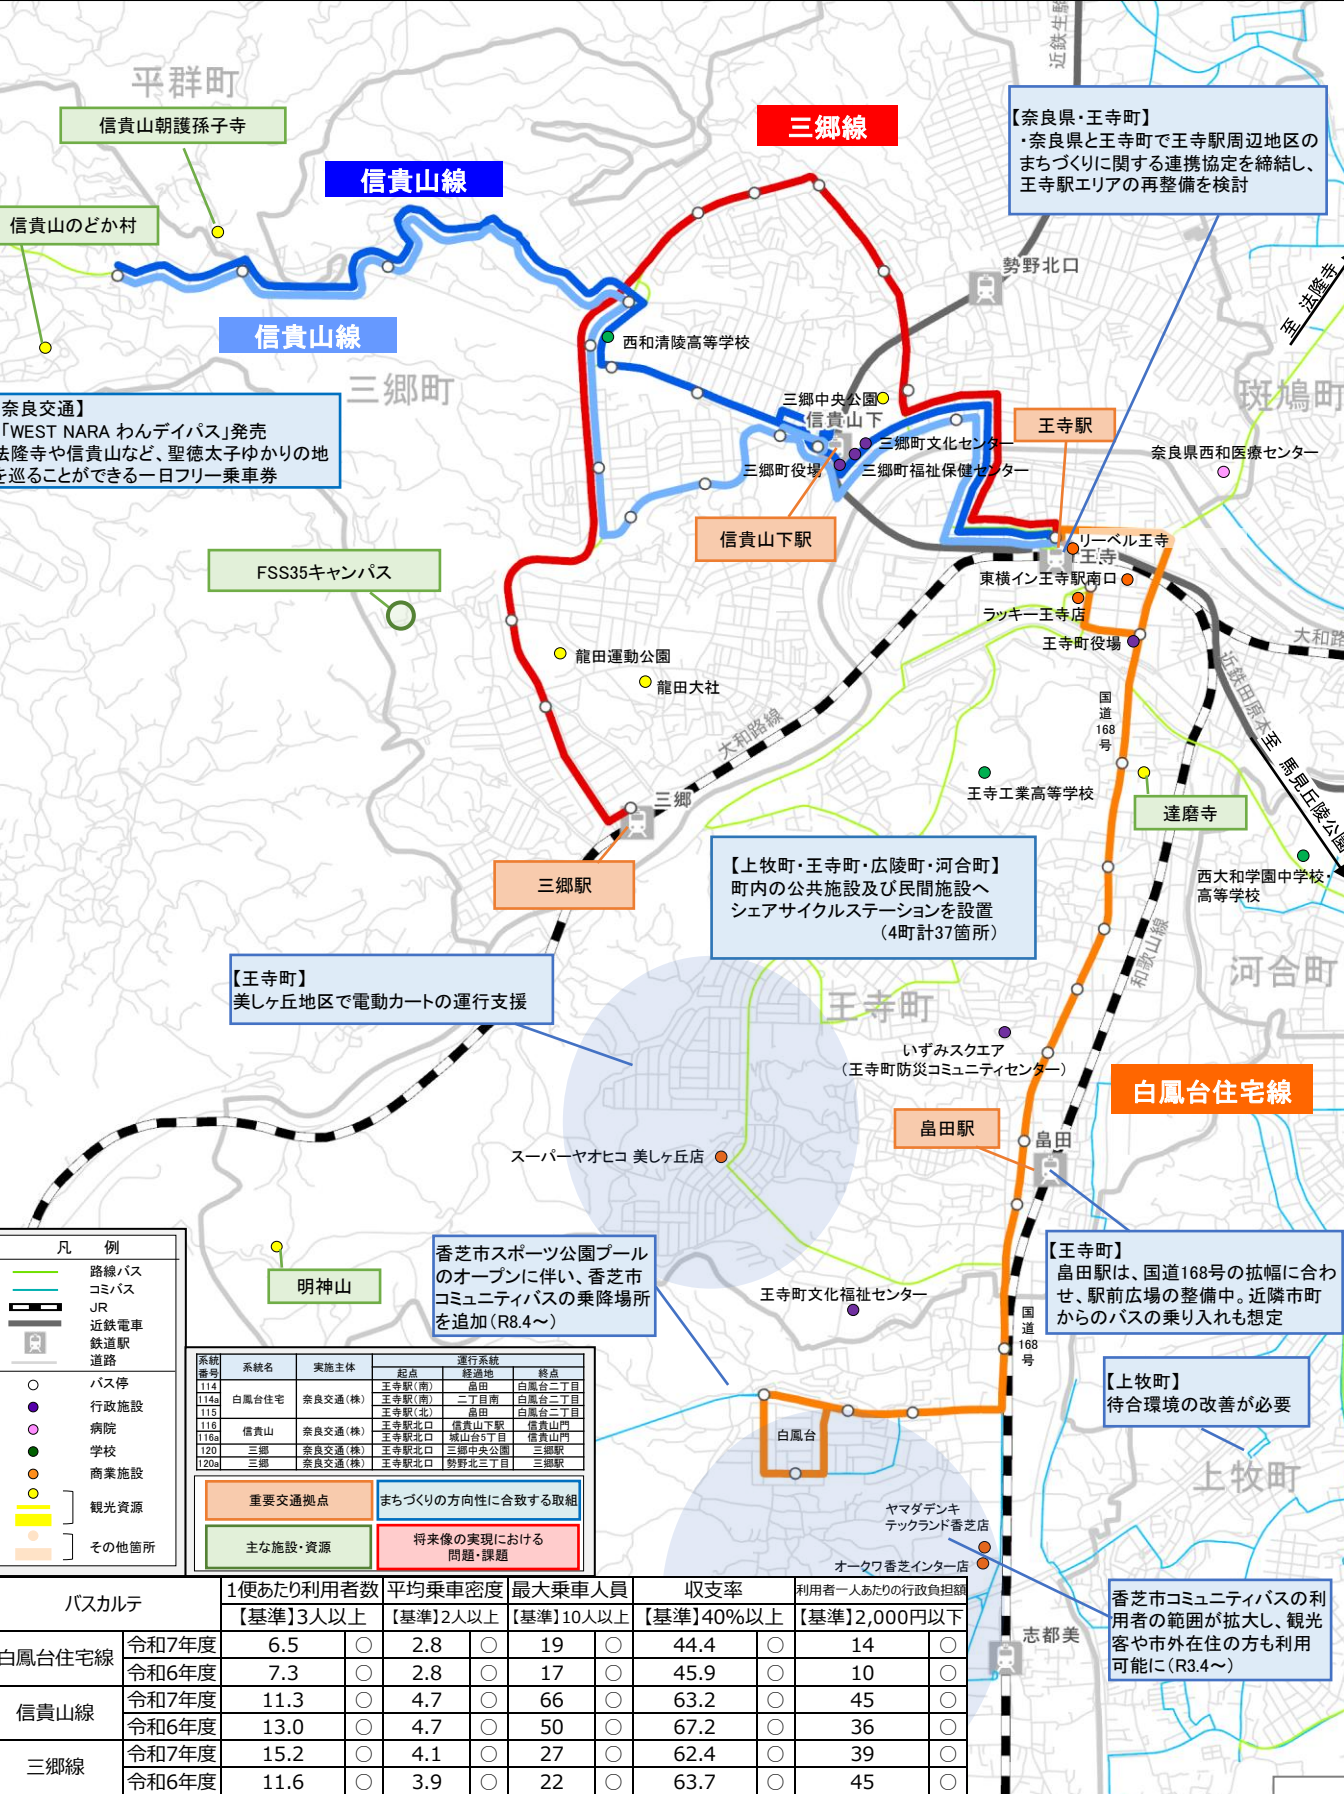 平群町
近鉄生駒
信貴山朝護孫子寺
三郷線
【奈良県・王寺町】
・奈良県と王寺町で王寺駅周辺地区の
まちづくりに関する連携協定を締結し、
王寺駅エリアの再整備を検討
信貴山線
信貴山のどか村
勢野北口
至 法隆寺
信貴山線
西和清陵高等学校
三郷町
斑鳩町
奈良交通】
「WEST NARA わんデイパス」発売
法隆寺や信貴山など、聖徳太子ゆかりの地
を巡ることができる一日フリー乗車券
三郷中央公園
信貴山下
王寺駅
三郷町文化センター
三郷町役場
三郷町福祉保健センター
奈良県西和医療センター
信貴山下駅
リーベル王寺
王寺
FSS35キャンパス
東横イン王寺駅南口
ラッキー王寺店
王寺町役場
大和路
龍田運動公園
龍田大社
近鉄田原本
国道168号
大和路線
至 馬見丘陵公園
王寺工業高等学校
三郷
達磨寺
三郷駅
【上牧町・王寺町・広陵町・河合町】
町内の公共施設及び民間施設へ
シェアサイクルステーションを設置
(4町計37箇所)
西大和学園中学校・
高等学校
和歌山線
河合町
【王寺町】
美しヶ丘地区で電動カートの運行支援
王寺町
いずみスクエア
(王寺町防災コミュニティセンター)
白鳳台住宅線
畠田駅
畠田
スーパーヤオヒコ 美しヶ丘店
凡 例
路線バス
コミバス
JR
近鉄電車
鉄道駅
道路
バス停
行政施設
病院
学校
商業施設
観光資源
その他箇所
明神山
香芝市スポーツ公園プール
のオープンに伴い、香芝市
コミュニティバスの乗降場所
を追加(R8.4～)
王寺町文化福祉センター
【王寺町】
畠田駅は、国道168号の拡幅に合わ
せ、駅前広場の整備中。近隣市町
からのバスの乗り入れも想定
国道168号
【上牧町】
待合環境の改善が必要
上牧町
系統番号 系統名 実施主体 運行系統
起点 経過地 終点
114 白鳳台住宅 奈良交通(株) 王寺駅(南) 畠田 白鳳台二丁目
114a 王寺駅(南) 二丁目南 白鳳台二丁目
115 王寺駅(北) 畠田 白鳳台二丁目
116 信貴山 奈良交通(株) 王寺駅北口 信貴山下駅 信貴山門
116a 王寺駅北口 城山台5丁目 信貴山門
120 三郷 奈良交通(株) 王寺駅北口 三郷中央公園 三郷駅
120a 三郷 奈良交通(株) 王寺駅北口 勢野北三丁目 三郷駅
重要交通拠点
まちづくりの方向性に合致する取組
主な施設・資源
将来像の実現における
問題・課題
白鳳台
ヤマダデンキ
テックランド香芝店
オークワ香芝インター店
香芝市コミュニティバスの利
用者の範囲が拡大し、観光
客や市外在住の方も利用
可能に(R3.4～)
志都美
バスカルテ 1便あたり利用者数 平均乗車密度 最大乗車人員 収支率 利用者一人あたりの行政負担額
【基準】3人以上 【基準】2人以上 【基準】10人以上 【基準】40%以上 【基準】2,000円以下
白鳳台住宅線 令和7年度 6.5 ○ 2.8 ○ 19 ○ 44.4 ○ 14 ○
令和6年度 7.3 ○ 2.8 ○ 17 ○ 45.9 ○ 10 ○
信貴山線 令和7年度 11.3 ○ 4.7 ○ 66 ○ 63.2 ○ 45 ○
令和6年度 13.0 ○ 4.7 ○ 50 ○ 67.2 ○ 36 ○
三郷線 令和7年度 15.2 ○ 4.1 ○ 27 ○ 62.4 ○ 39 ○
令和6年度 11.6 ○ 3.9 ○ 22 ○ 63.7 ○ 45 ○